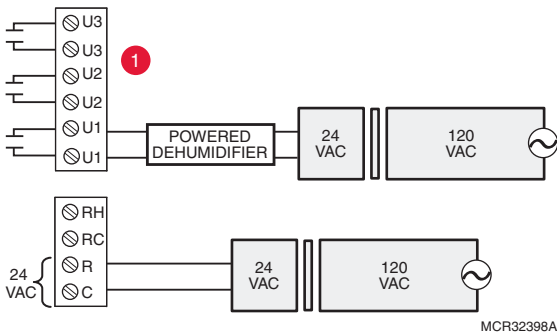 U3
U3
1
U2
U2
U1
U1
POWERED
DEHUMIDIFIER
24
VAC
120
VAC
RH
RC
R
C
24
VAC
24
VAC
120
VAC
MCR32398A